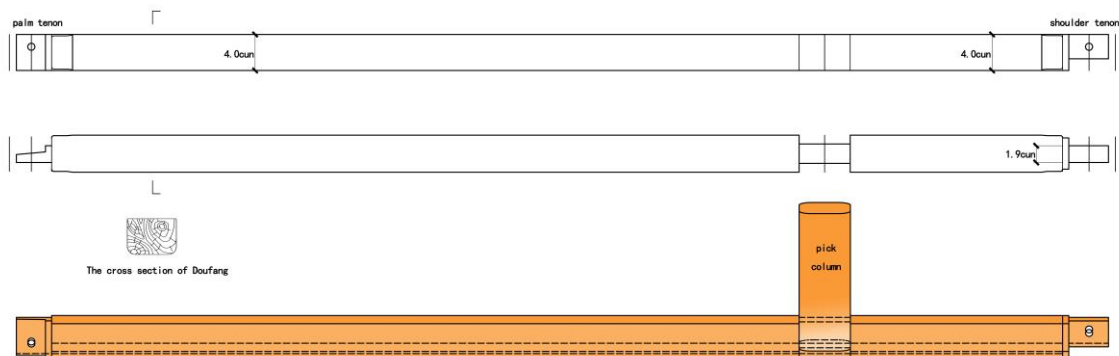 palm tenon
shoulder tenon
4.0cun
4.0cun
1.9cun
pick
column
The cross section of Doufang